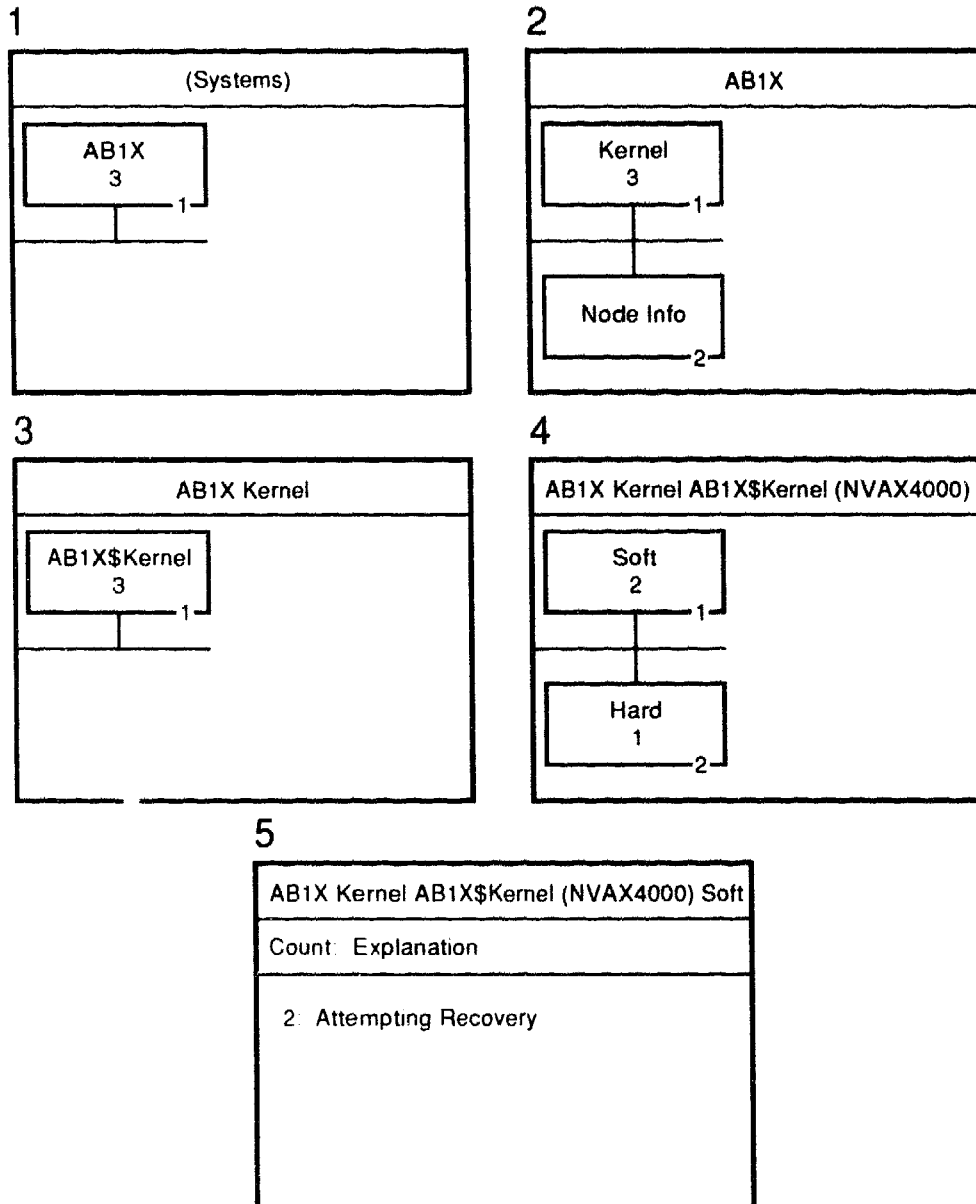 1
(Systems)
AB1X
3
1
2
AB1X
Kernel
3
1
Node Info
2
3
AB1X Kernel
AB1X$Kernel
3
1
4
AB1X Kernel AB1X$Kernel (NVAX4000)
Soft
2
1
Hard
1
2
5
AB1X Kernel AB1X$Kernel (NVAX4000) Soft
Count: Explanation
2: Attempting Recovery